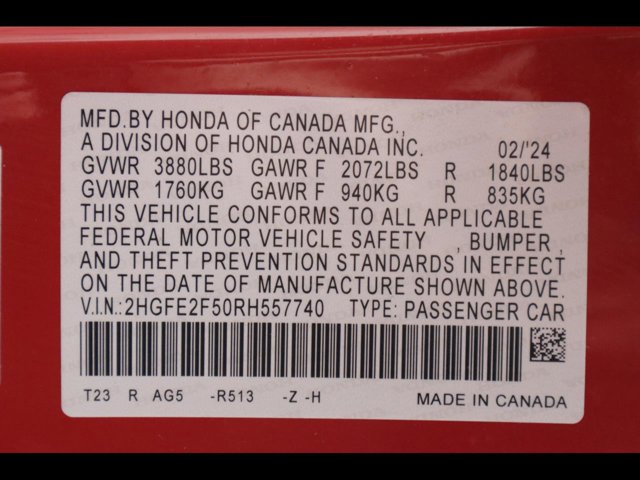 MFD.BY HONDA OF CANADA MFG.,
A DIVISION OF HONDA CANADA INC. 02/'24
GVWR 3880LBS GAWR F 2072LBS R 1840LBS
GVWR 1760KG GAWR F 940KG R 835KG
THIS VEHICLE CONFORMS TO ALL APPLICABLE
FEDERAL MOTOR VEHICLE SAFETY , BUMPER,
AND THEFT PREVENTION STANDARDS IN EFFECT
ON THE DATE OF MANUFACTURE SHOWN ABOVE.
V.I.N.:2HGFE2F50RH557740 TYPE: PASSENGER CAR
T23 R AG5 -R513 -Z -H MADE IN CANADA